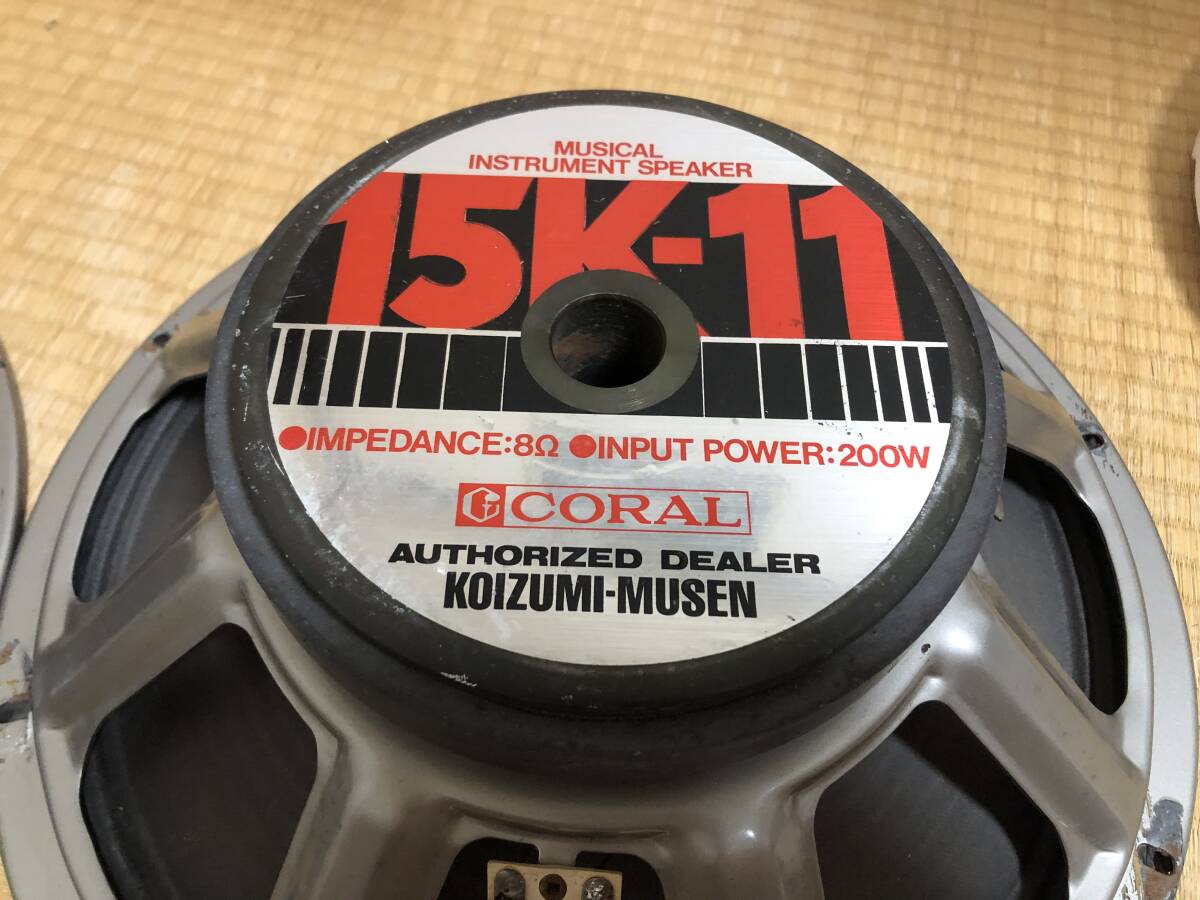 MUSICAL
INSTRUMENT SPEAKER
15K-11
●IMPEDANCE:8Ω ●INPUT POWER:200W
CORAL
AUTHORIZED DEALER
KOIZUMI-MUSEN